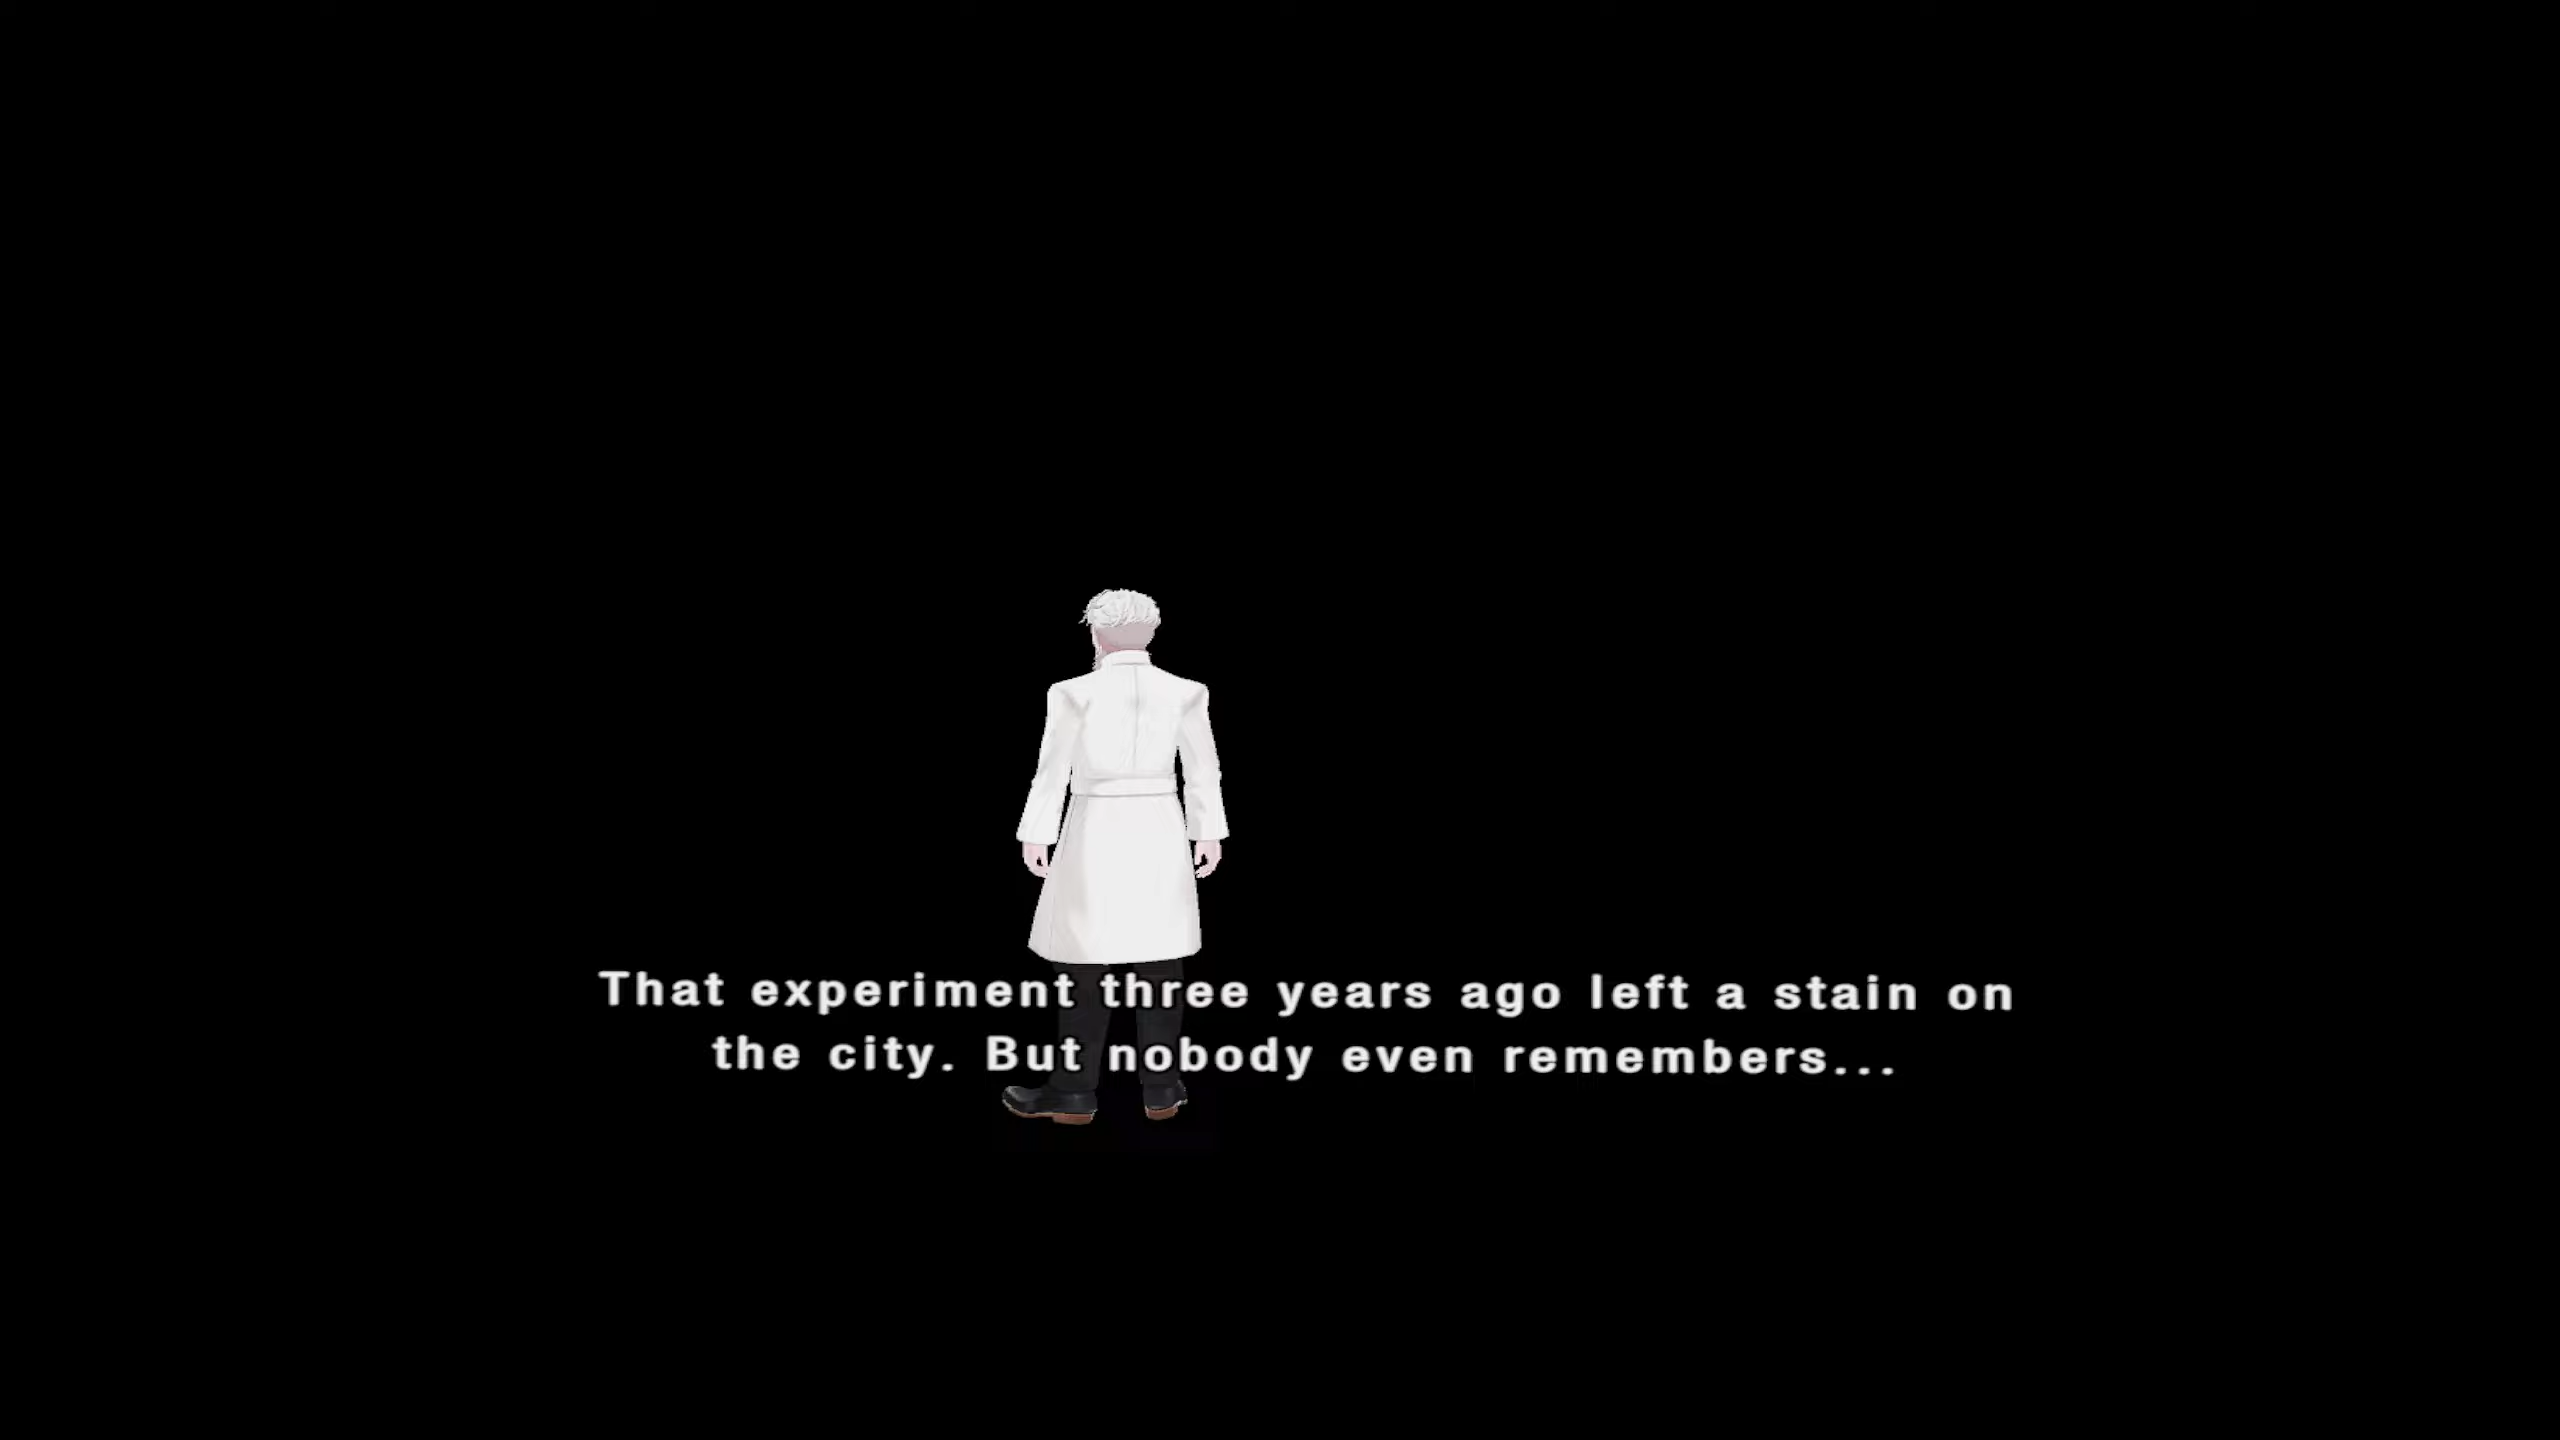 That experiment three years ago left a stain on
the city. But nobody even remembers...